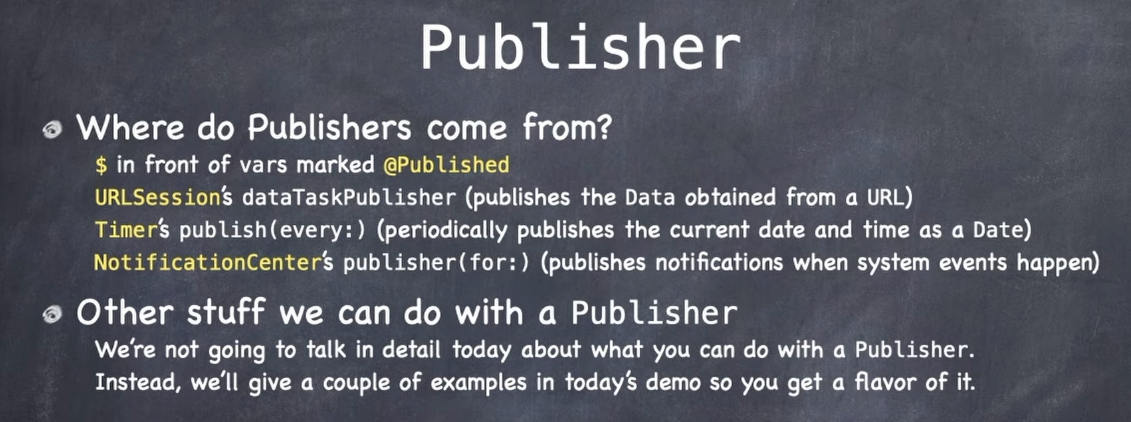 Publisher
Where do Publishers come from?
$ in front of vars marked @Published
URLSession's dataTaskPublisher (publishes the Data obtained from a URL)
Timer's publish(every:) (periodically publishes the current date and time as a Date)
NotificationCenter's publisher(for:) (publishes notifications when system events happen)
Other stuff we can do with a Publisher
We're not going to talk in detail today about what you can do with a Publisher.
Instead, we'll give a couple of examples in today's demo so you get a flavor of it.